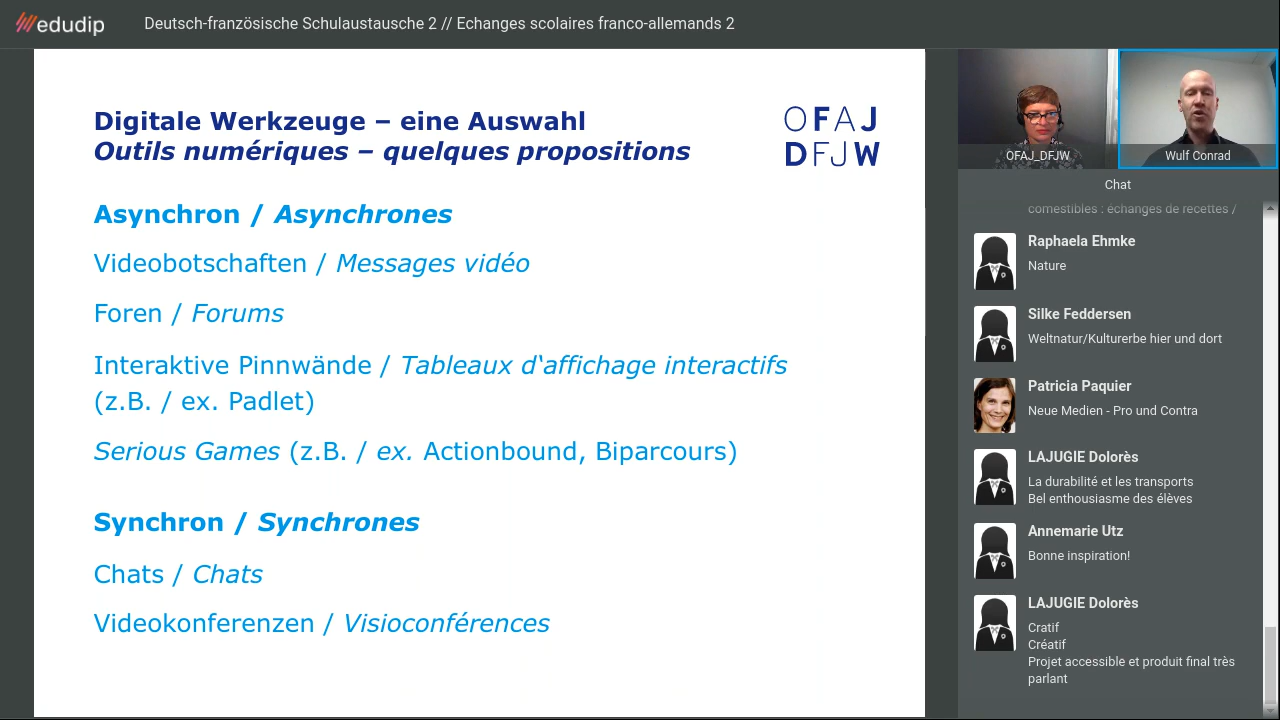 edudip
Deutsch-französische Schulaustausche 2 // Echanges scolaires franco-allemands 2
Digitale Werkzeuge – eine Auswahl
Outils numériques – quelques propositions
OFAJ
DFJW
Asynchron / Asynchrones
Videobotschaften / Messages vidéo
Foren / Forums
Interaktive Pinnwände / Tableaux d'affichage interactifs
(z.B. / ex. Padlet)
Serious Games (z.B. / ex. Actionbound, Biparcours)
Synchron / Synchrones
Chats / Chats
Videokonferenzen / Visioconférences
OFAJ_DFJW
Wulf Conrad
Chat
comestibles : échanges de recettes /
Raphaela Ehmke
Nature
Silke Feddersen
Weltnatur/Kulturerbe hier und dort
Patricia Paquier
Neue Medien - Pro und Contra
LAJUGIE Dolorès
La durabilité et les transports
Bel enthousiasme des élèves
Annemarie Utz
Bonne inspiration!
LAJUGIE Dolorès
Cratif
Créatif
Projet accessible et produit final très
parlant